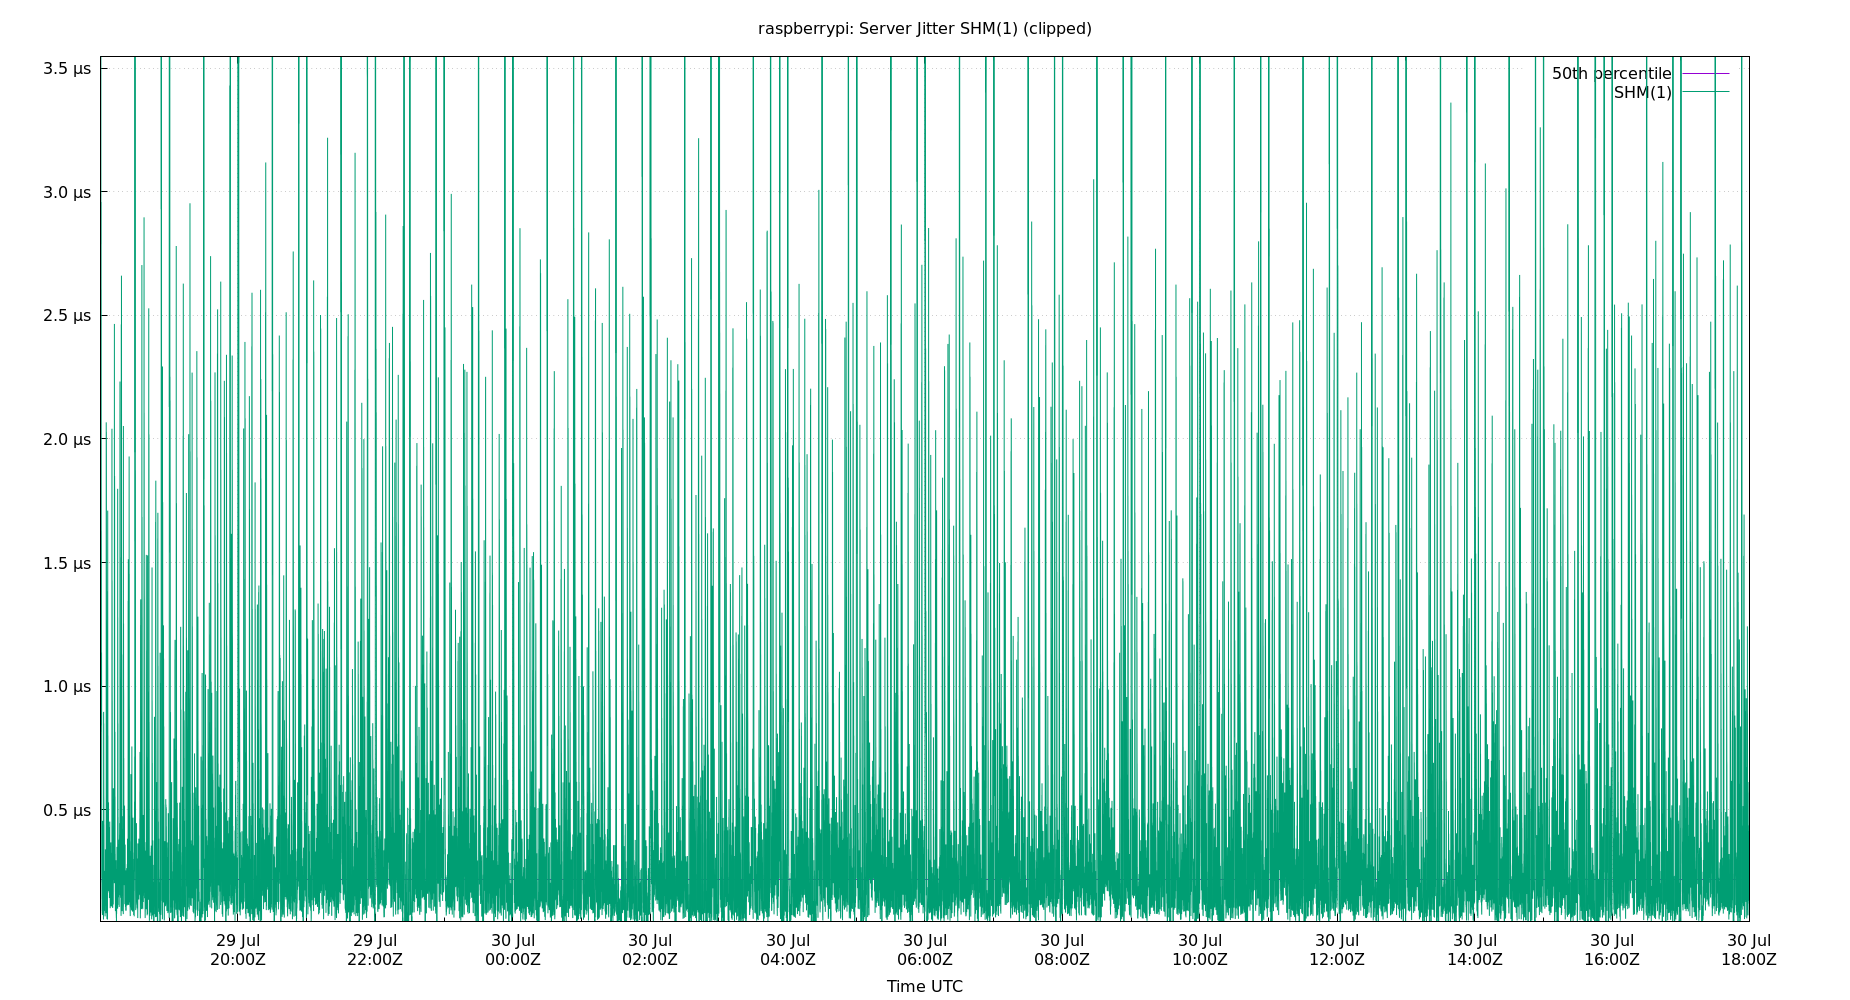 raspberrypi: Server Jitter SHM(1) (clipped)
3.5 µs
50th percentile
SHM(1)
3.0 µs
2.5 µs
2.0 µs
1.5 µs
1.0 µs
0.5 µs
29 Jul 29 Jul 30 Jul 30 Jul 30 Jul 30 Jul 30 Jul 30 Jul 30 Jul 30 Jul 30 Jul 30 Jul
20:00Z 22:00Z 00:00Z 02:00Z 04:00Z 06:00Z 08:00Z 10:00Z 12:00Z 14:00Z 16:00Z 18:00Z
Time UTC